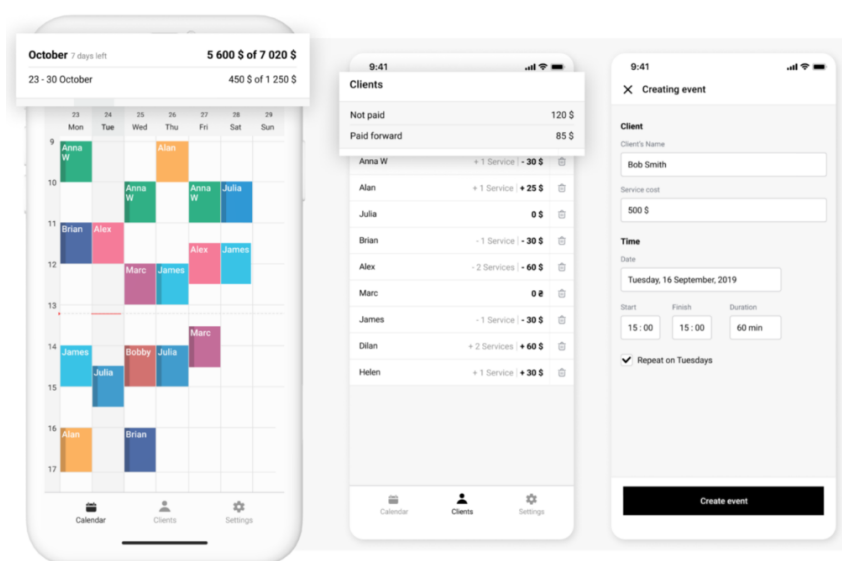 October 7 days left 5 600 $ of 7 020 $
23 - 30 October 450 $ of 1 250 $
23 24 25 26 27 28 29
Mon Tue Wed Thu Fri Sat Sun
9
Anna W Alan
10
Anna W Anna W Julia
11
Brian Alex
Alex James
12
Marc James
13
Marc
14
James Bobby Julia
Julia
15
16
Alan Brian
17
Calendar Clients Settings
9:41
Clients
Not paid 120 $
Paid forward 85 $
Anna W + 1 Service - 30 $
Alan + 1 Service + 25 $
Julia 0 $
Brian - 1 Service - 30 $
Alex - 2 Services - 60 $
Marc 0 ₴
James - 1 Service - 30 $
Dilan + 2 Services + 60 $
Helen + 1 Service + 30 $
Calendar Clients Settings
9:41
Creating event
Client
Client's Name
Bob Smith
Service cost
500 $
Time
Date
Tuesday, 16 September, 2019
Start Finish Duration
15 : 00 15 : 00 60 min
Repeat on Tuesdays
Create event